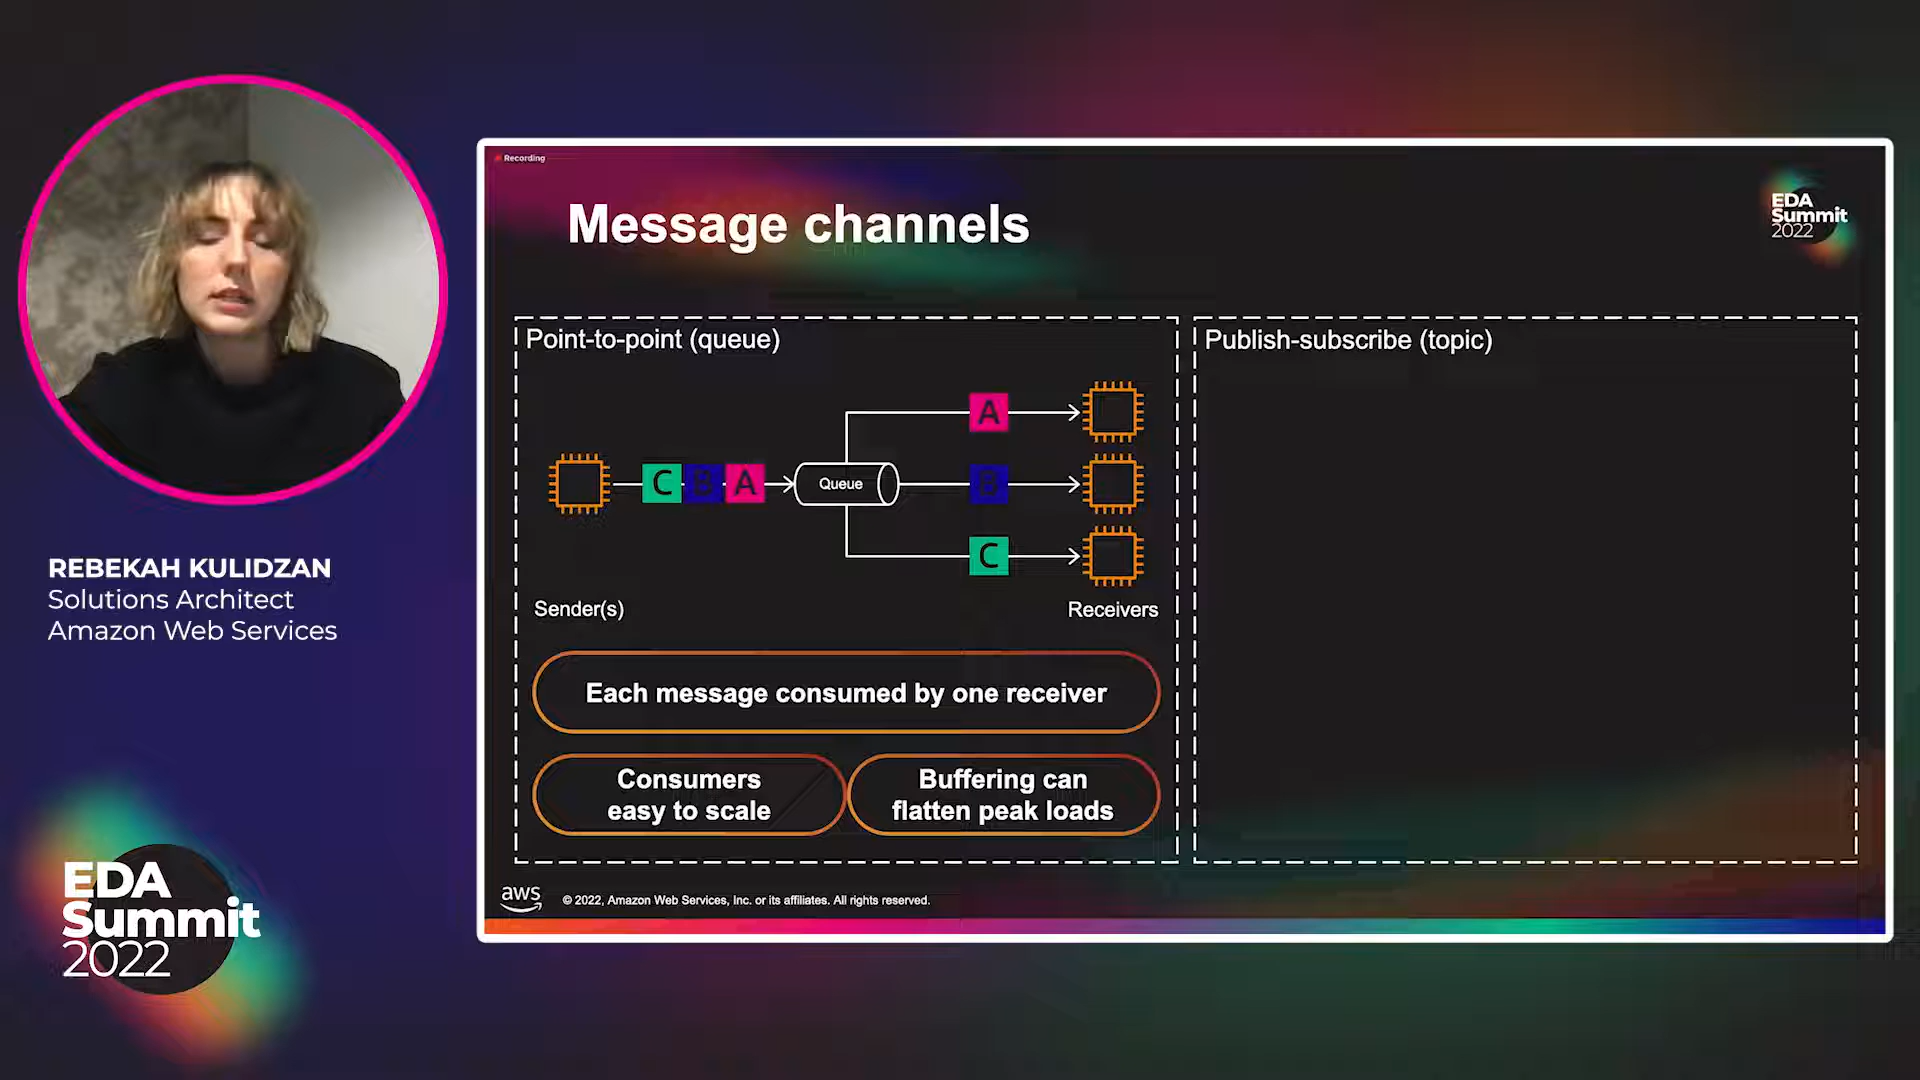 REBEKAH KULIDZAN
Solutions Architect
Amazon Web Services
EDA
Summit
2022
Recording
Message channels
EDA
Summit
2022
Point-to-point (queue)
C B A
Queue
A
B
C
Sender(s)
Receivers
Each message consumed by one receiver
Consumers
easy to scale
Buffering can
flatten peak loads
Publish-subscribe (topic)
aws
© 2022, Amazon Web Services, Inc. or its affiliates. All rights reserved.